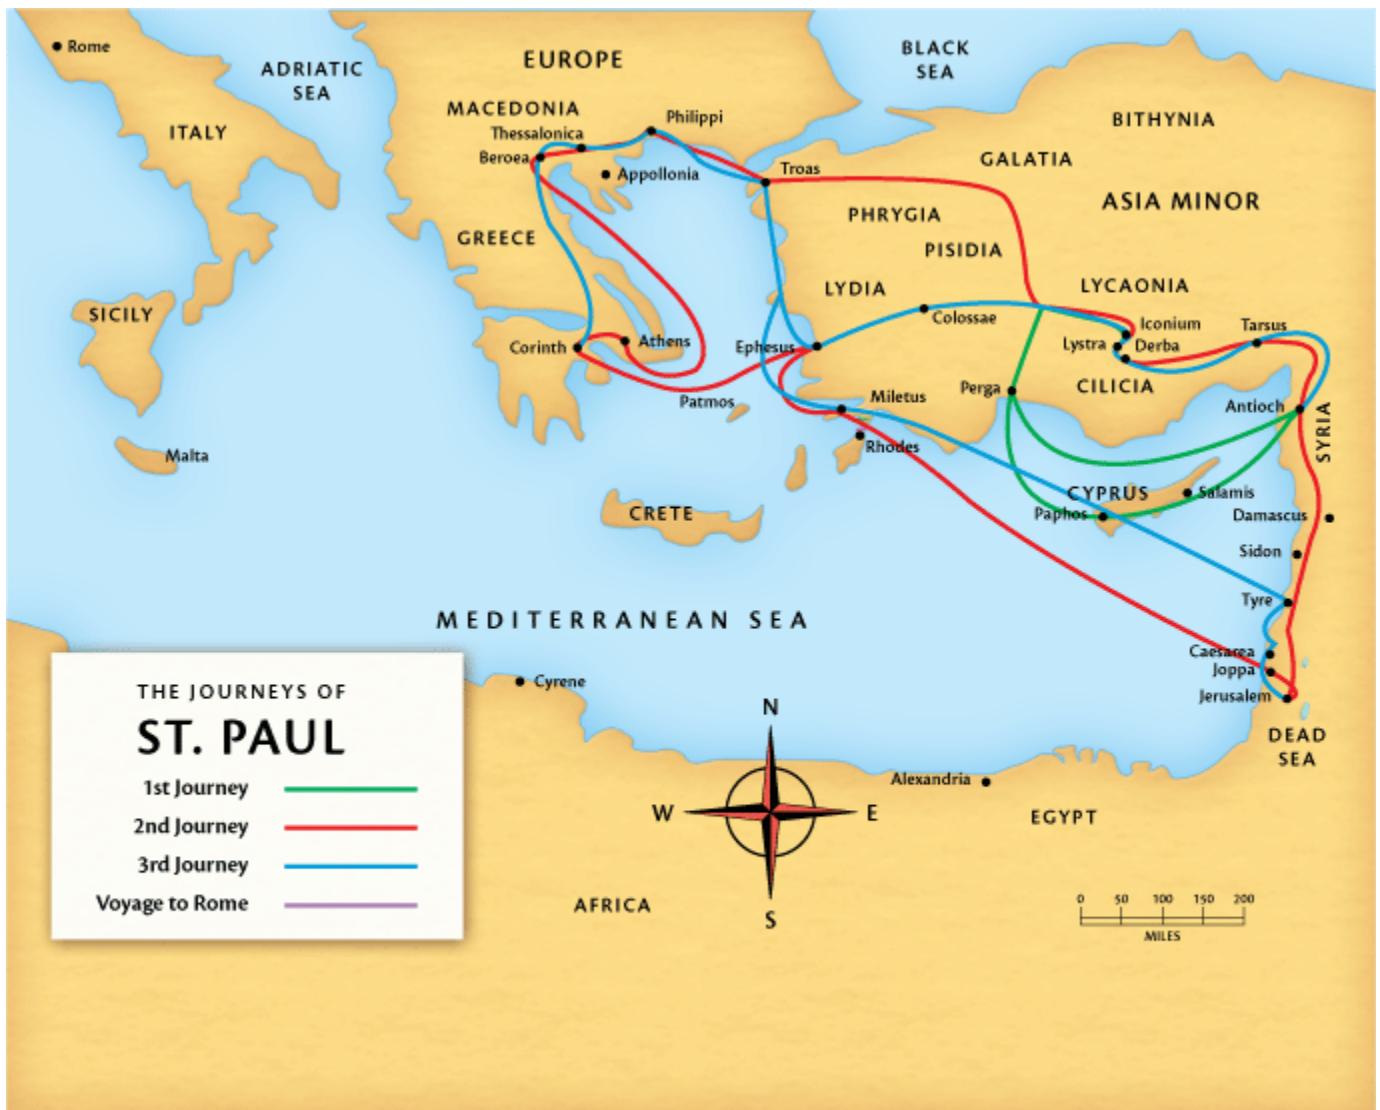 Rome
ADRIATIC
SEA
EUROPE
BLACK
SEA
ITALY
MACEDONIA
Philippi
Thessalonica
Beroea
BITHYNIA
GALATIA
Appollonia
Troas
ASIA MINOR
PHRYGIA
GREECE
PISIDIA
LYDIA
LYCAONIA
SICILY
Colossae
Iconium
Tarsus
Corinth
Athens
Ephesus
Lystra
Derba
Perga
CILICIA
Patmos
Miletus
Antioch
SYRIA
Malta
Rhodes
CYPRUS
Salamis
CRETE
Paphos
Damascus
Sidon
Tyre
MEDITERRANEAN SEA
Caesarea
Joppa
Jerusalem
Cyrene
DEAD
SEA
Alexandria
EGYPT
AFRICA
THE JOURNEYS OF
ST. PAUL
1st Journey
2nd Journey
3rd Journey
Voyage to Rome
N
W
E
S
0 50 100 150 200
MILES